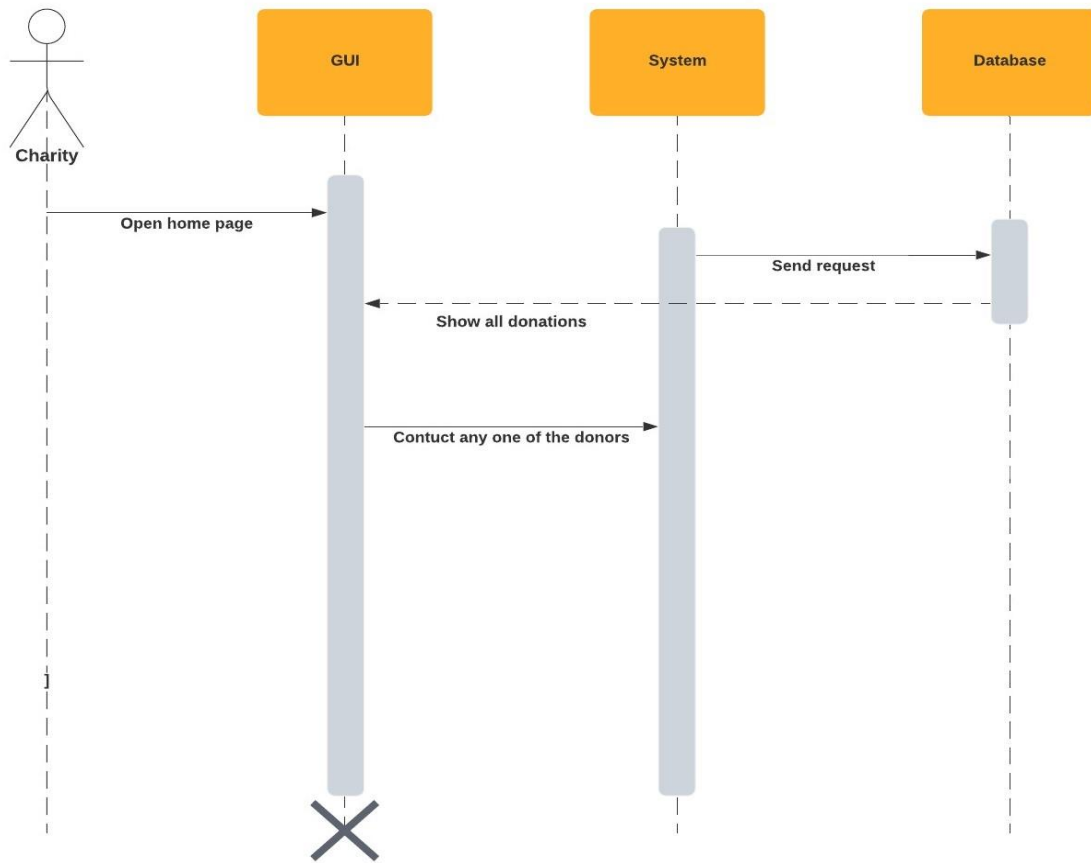 GUI
System
Database
Charity
Open home page
Send request
Show all donations
Contuct any one of the donors
]